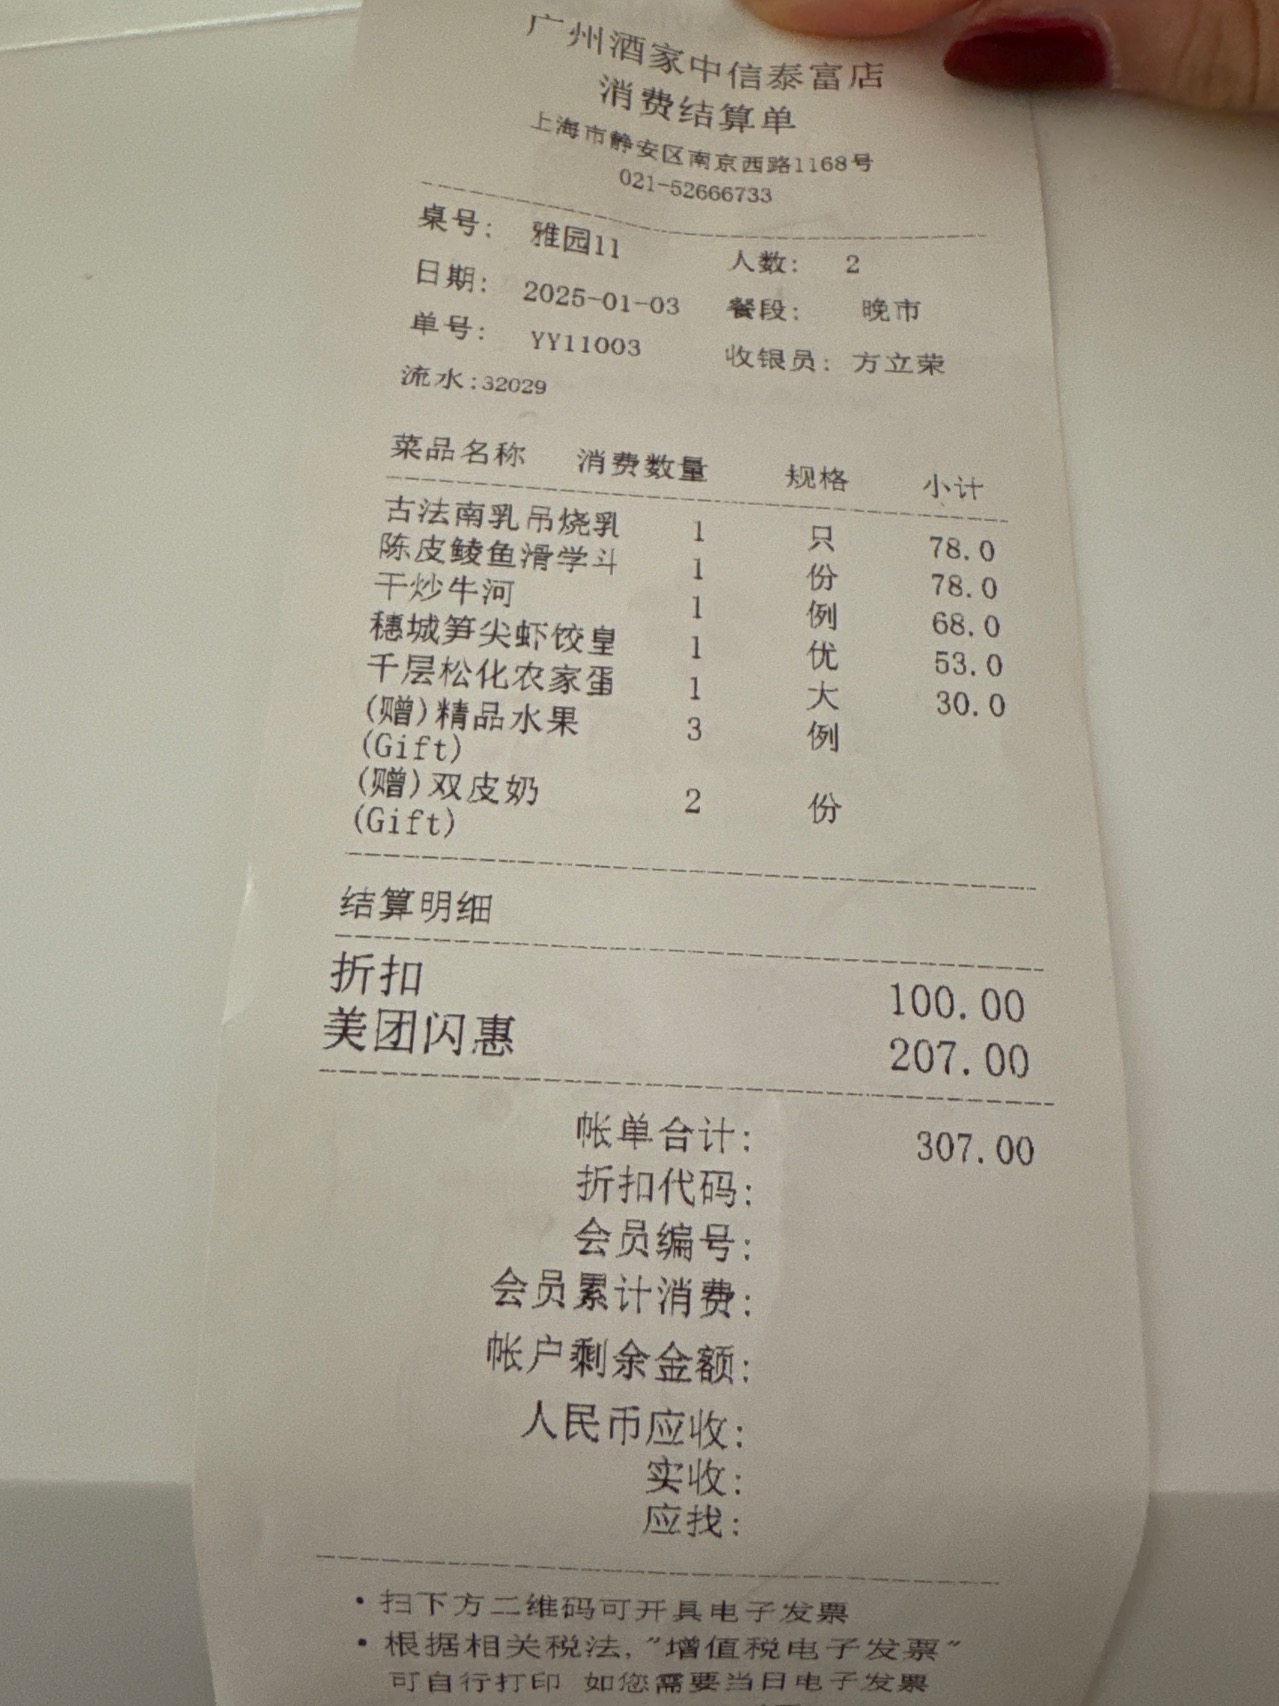 广州酒家中信泰富店
消费结算单
上海市静安区南京西路1168号
021-52666733
桌号: 雅园11 人数: 2
日期: 2025-01-03 餐段: 晚市
单号: YY11003 收银员: 方立荣
流水:32029
菜品名称 消费数量 规格 小计
古法南乳吊烧乳 1 只 78.0
陈皮鲮鱼滑学斗 1 份 78.0
干炒牛河 1 例 68.0
穗城笋尖虾饺皇 1 优 53.0
千层松化农家蛋 1 大 30.0
(赠)精品水果 3 例
(Gift)
(赠)双皮奶 2 份
(Gift)
结算明细
折扣 100.00
美团闪惠 207.00
帐单合计: 307.00
折扣代码:
会员编号:
会员累计消费:
帐户剩余金额:
人民币应收:
实收:
应找:
• 扫下方二维码可开具电子发票
• 根据相关税法,"增值税电子发票"
可自行打印 如您需要当日电子发票